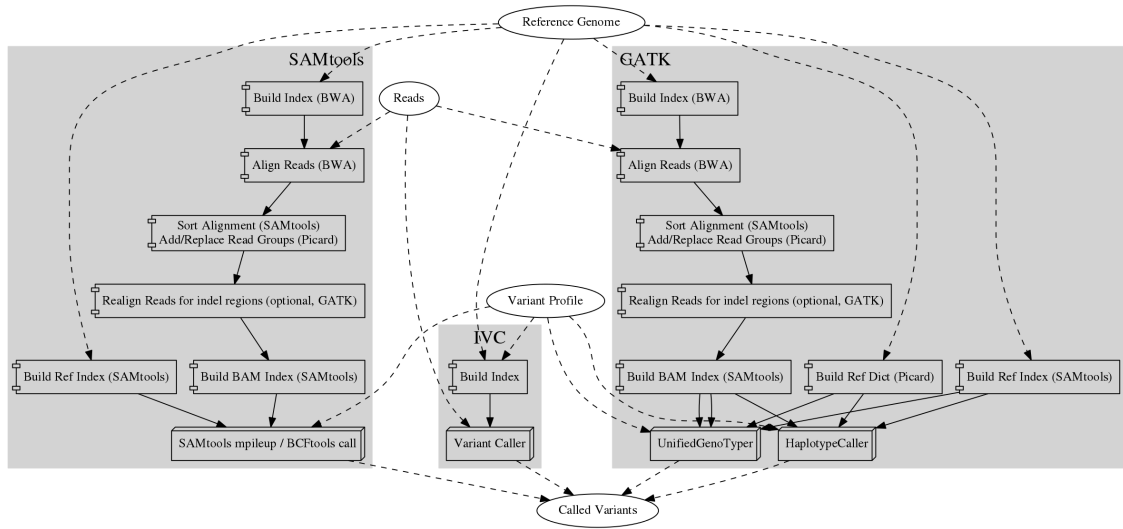 Reference Genome
SAMtools
GATK
Build Index (BWA)
Reads
Build Index (BWA)
Align Reads (BWA)
Align Reads (BWA)
Sort Alignment (SAMtools)
Add/Replace Read Groups (Picard)
Sort Alignment (SAMtools)
Add/Replace Read Groups (Picard)
Realign Reads for indel regions (optional, GATK)
Variant Profile
Realign Reads for indel regions (optional, GATK)
IVC
Build Ref Index (SAMtools)
Build BAM Index (SAMtools)
Build Index
Build BAM Index (SAMtools)
Build Ref Dict (Picard)
Build Ref Index (SAMtools)
SAMtools mpileup / BCFtools call
Variant Caller
UnifiedGenoTyper
HaplotypeCaller
Called Variants